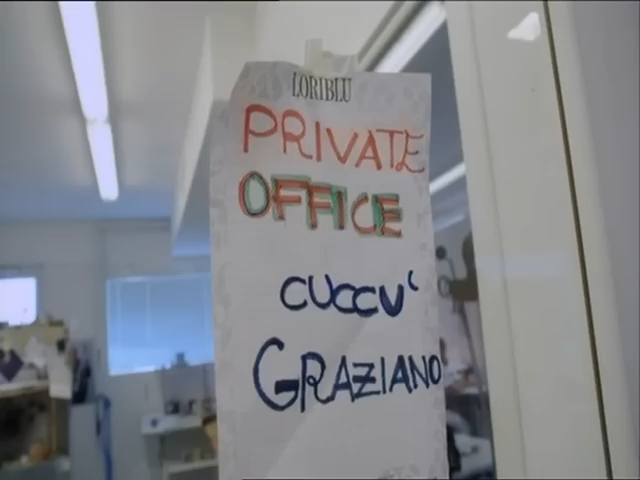 LORIBLU
PRIVATE
OFFICE
CUCCU'
GRAZIANO